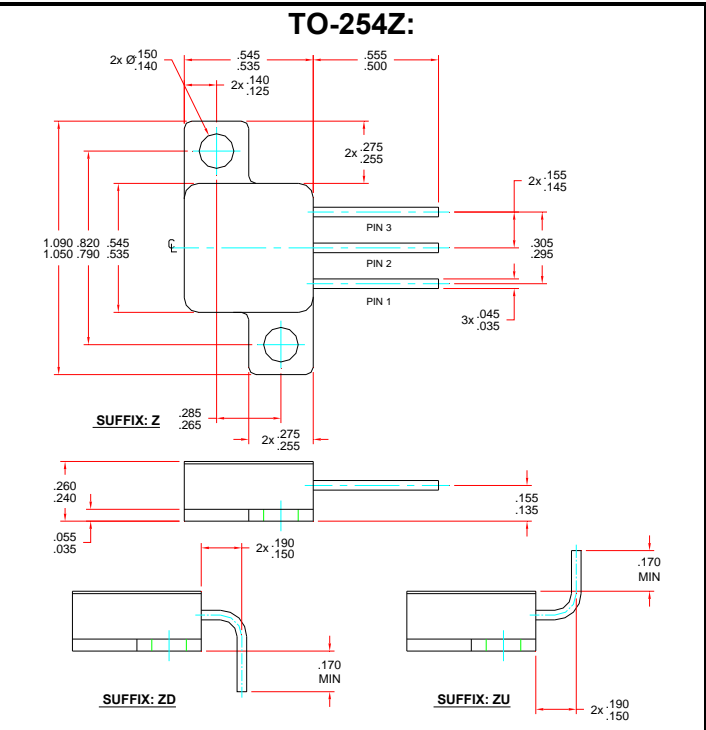 TO-254Z:
2x Ø .150
.140
.545
.535
.555
.500
2x .140
.125
2x .275
.255
2x .155
.145
PIN 3
1.090 .820 .545
1.050 .790 .535
℄
PIN 2
.305
.295
PIN 1
3x .045
.035
SUFFIX: Z
.285
.265
2x .275
.255
.260
.240
.155
.135
.055
.035
2x .190
.150
.170
MIN
.170
MIN
SUFFIX: ZD
SUFFIX: ZU
2x .190
.150